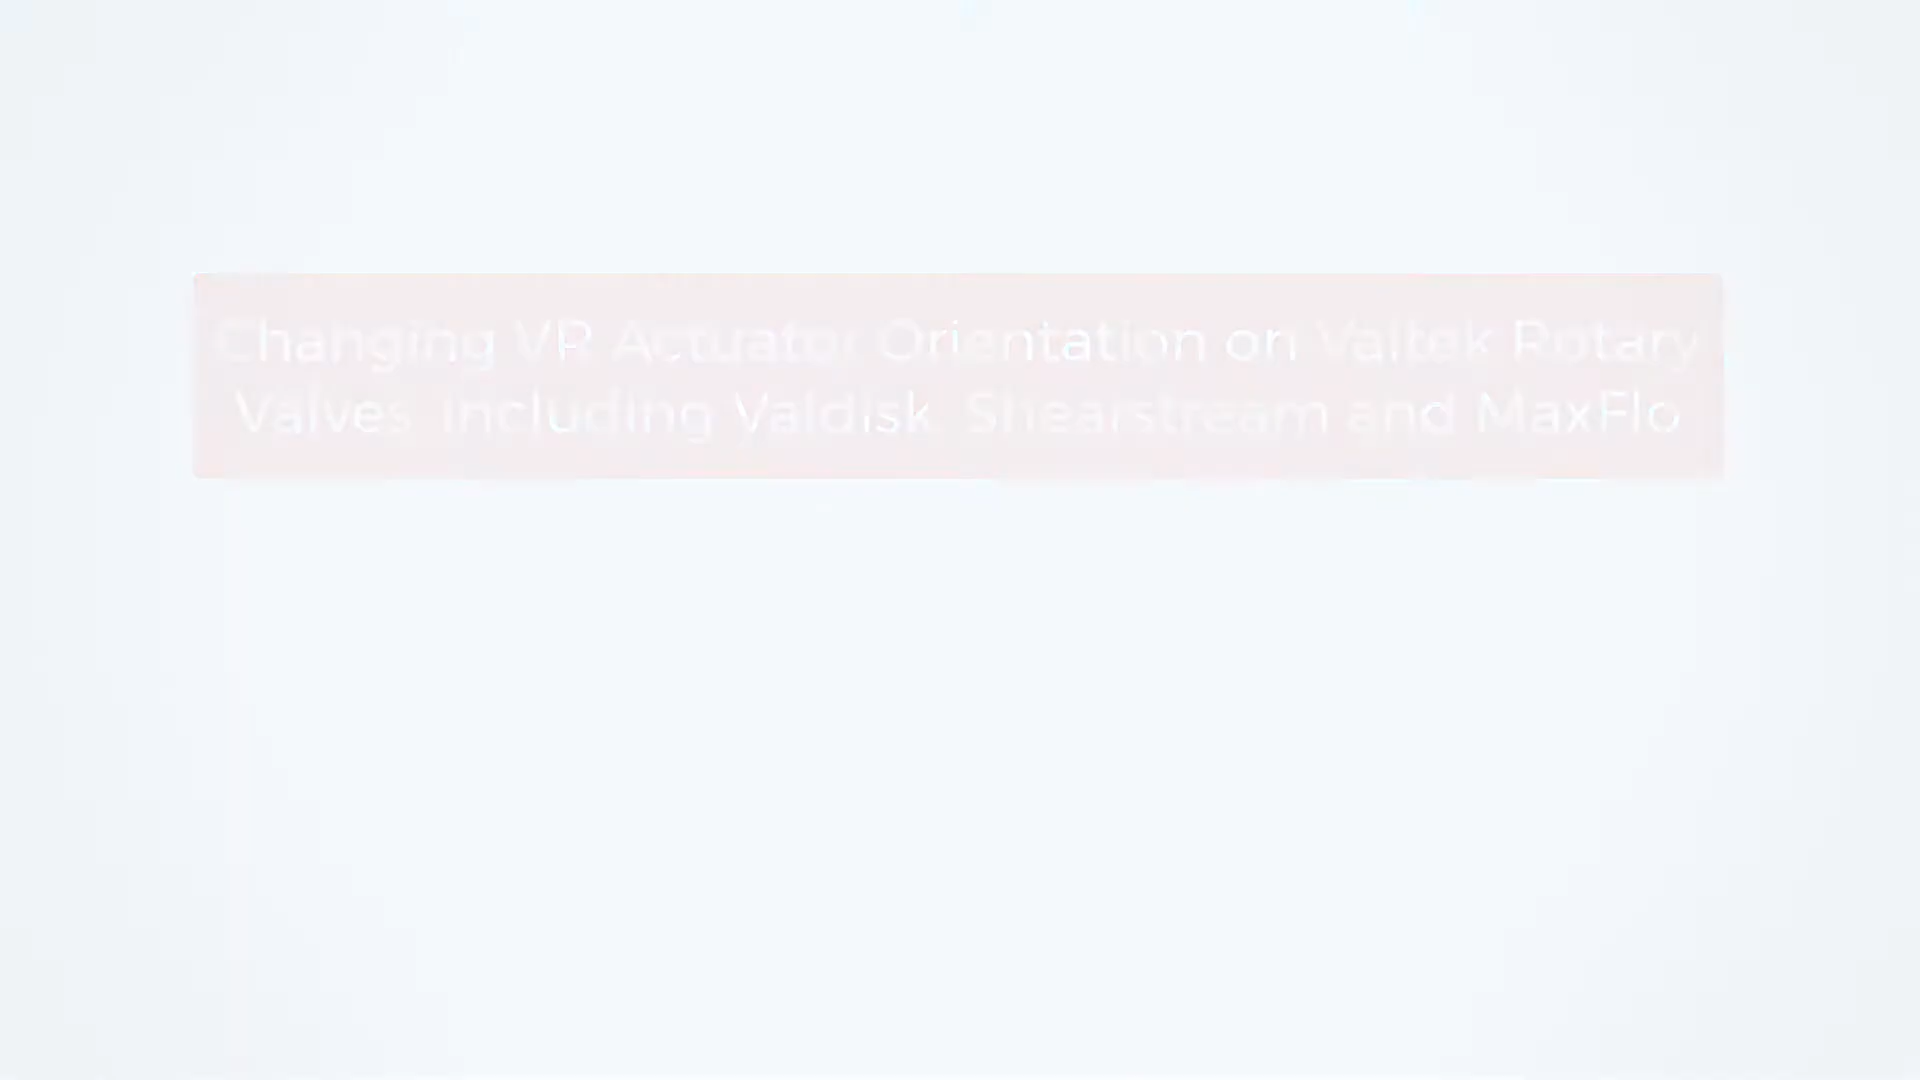 Changing VR Actuator Orientation on Valtek Rotary
Valves, including Valdisk, Shearstream and MaxFlo